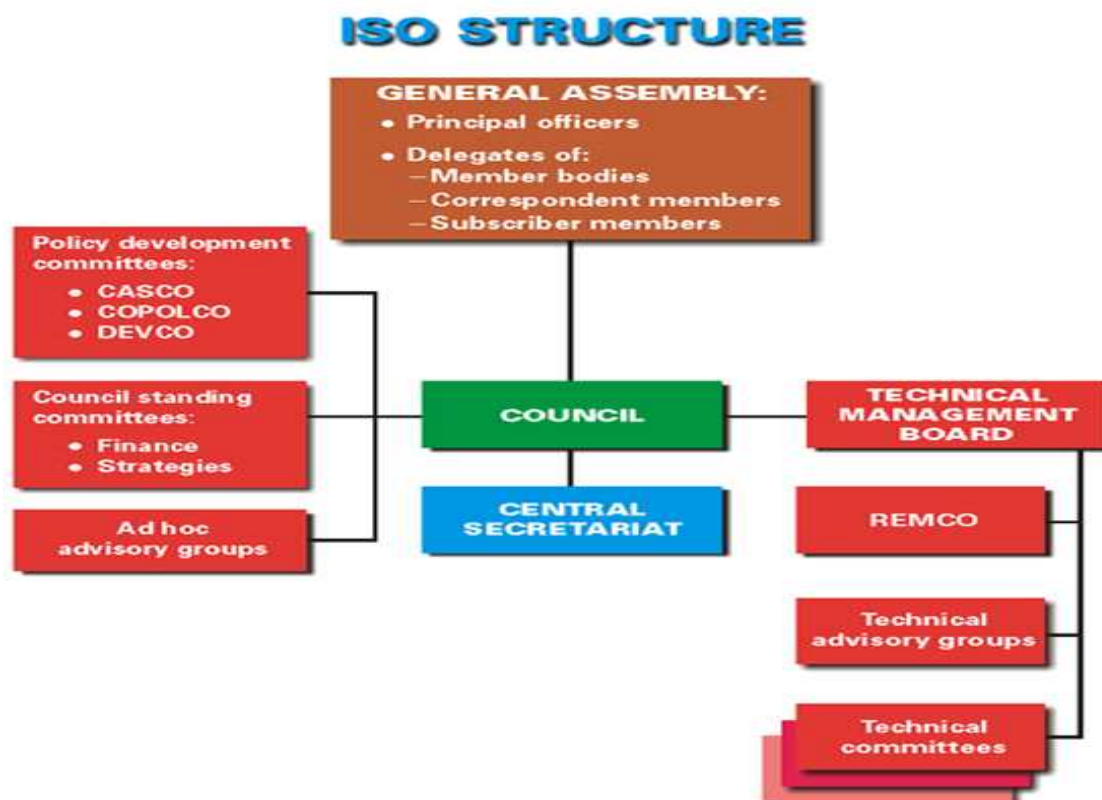 ISO STRUCTURE
GENERAL ASSEMBLY:
• Principal officers
• Delegates of:
–Member bodies
–Correspondent members
–Subscriber members
Policy development
committees:
• CASCO
• COPOLCO
• DEVCO
Council standing
committees:
• Finance
• Strategies
Ad hoc
advisory groups
COUNCIL
CENTRAL
SECRETARIAT
TECHNICAL
MANAGEMENT
BOARD
REMCO
Technical
advisory groups
Technical
committees